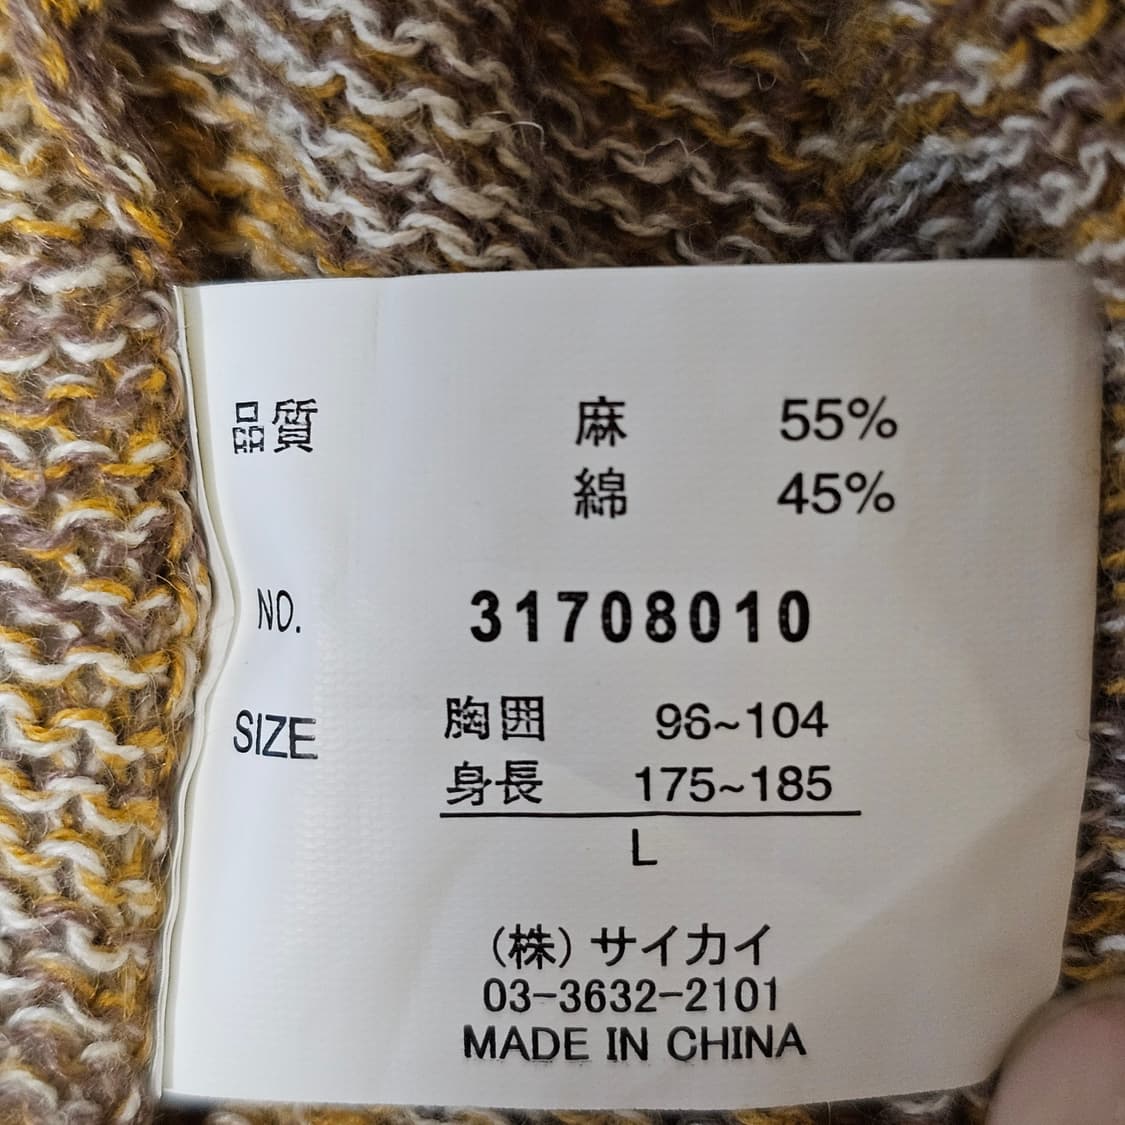 品質 麻 55%
綿 45%
NO. 31708010
SIZE 胸囲 96~104
身長 175~185
L
(株) サイカイ
03-3632-2101
MADE IN CHINA